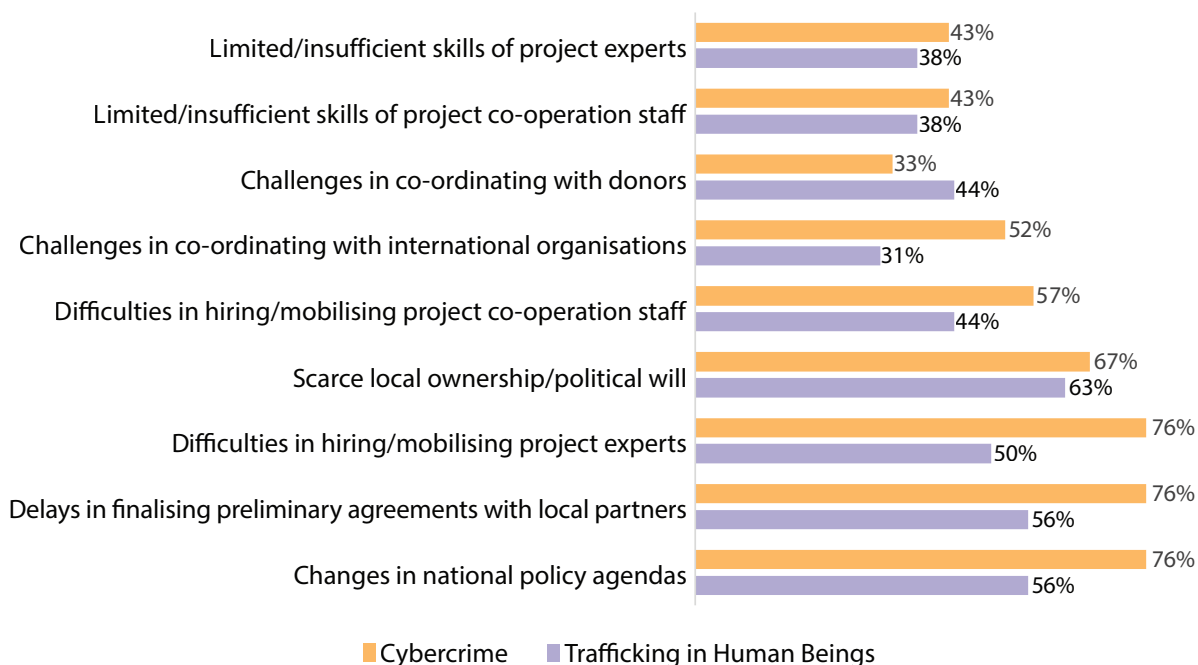 Limited/insufficient skills of project experts
43%
38%
Limited/insufficient skills of project co-operation staff
43%
38%
Challenges in co-ordinating with donors
33%
44%
Challenges in co-ordinating with international organisations
52%
31%
Difficulties in hiring/mobilising project co-operation staff
57%
44%
Scarce local ownership/political will
67%
63%
Difficulties in hiring/mobilising project experts
76%
50%
Delays in finalising preliminary agreements with local partners
76%
56%
Changes in national policy agendas
76%
56%
Cybercrime
Trafficking in Human Beings